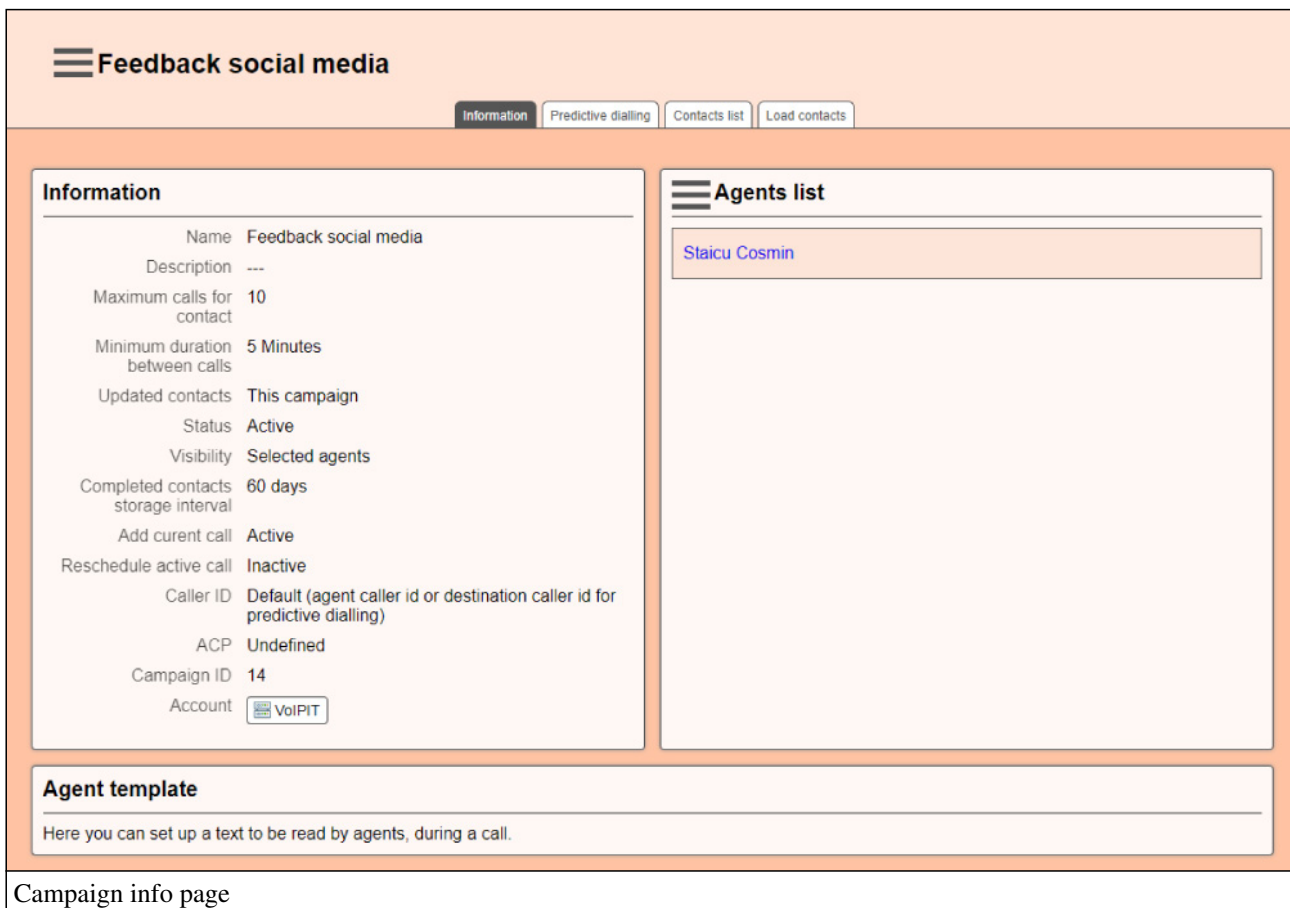 Feedback social media
Information
Predictive dialling
Contacts list
Load contacts
Information
Name Feedback social media
Description ---
Maximum calls for 10
contact
Minimum duration 5 Minutes
between calls
Updated contacts This campaign
Status Active
Visibility Selected agents
Completed contacts 60 days
storage interval
Add curent call Active
Reschedule active call Inactive
Caller ID Default (agent caller id or destination caller id for
predictive dialling)
ACP Undefined
Campaign ID 14
Account VoIPIT
Agents list
Staicu Cosmin
Agent template
Here you can set up a text to be read by agents, during a call.
Campaign info page